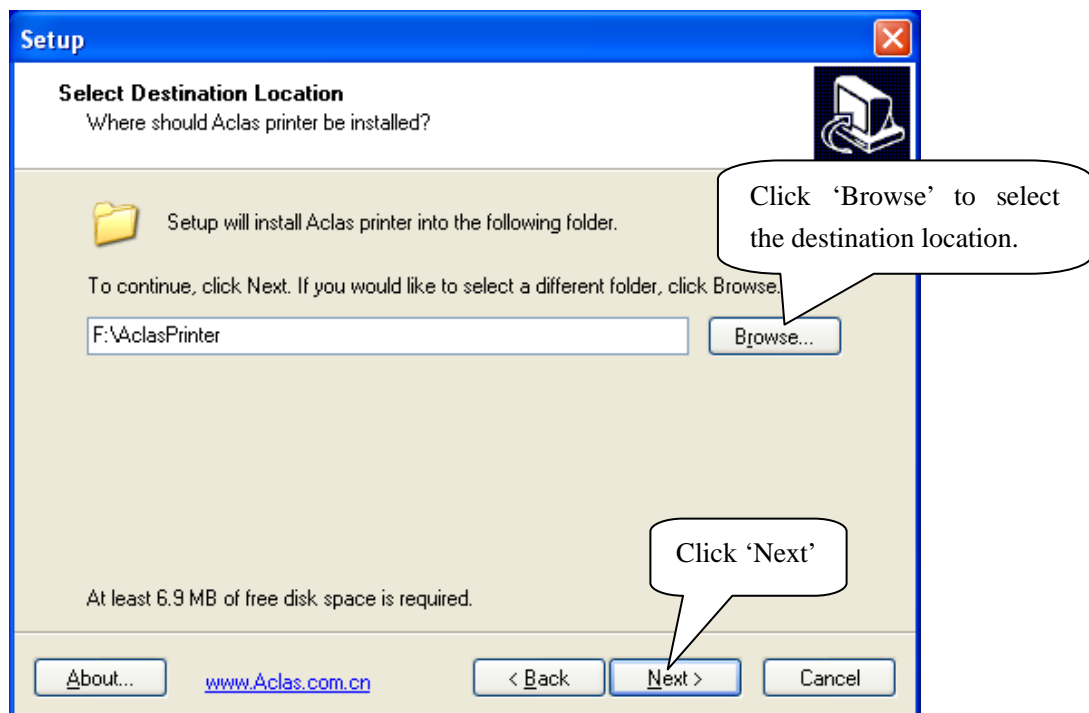 Setup
Select Destination Location
Where should Aclas printer be installed?
Click ‘Browse’ to select
the destination location.
Setup will install Aclas printer into the following folder.
To continue, click Next. If you would like to select a different folder, click Browse.
F:\AclasPrinter
Browse...
Click ‘Next’
At least 6.9 MB of free disk space is required.
About...
www.Aclas.com.cn
< Back
Next >
Cancel